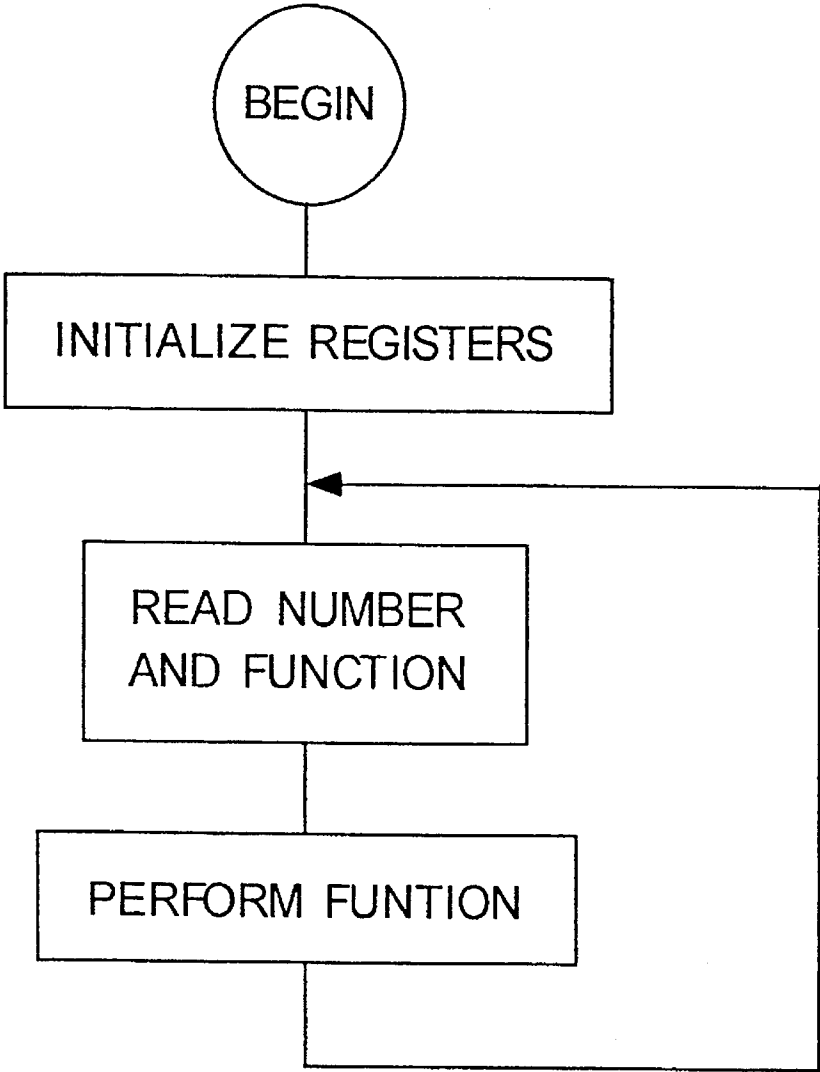 BEGIN
INITIALIZE REGISTERS
READ NUMBER
AND FUNCTION
PERFORM FUNTION